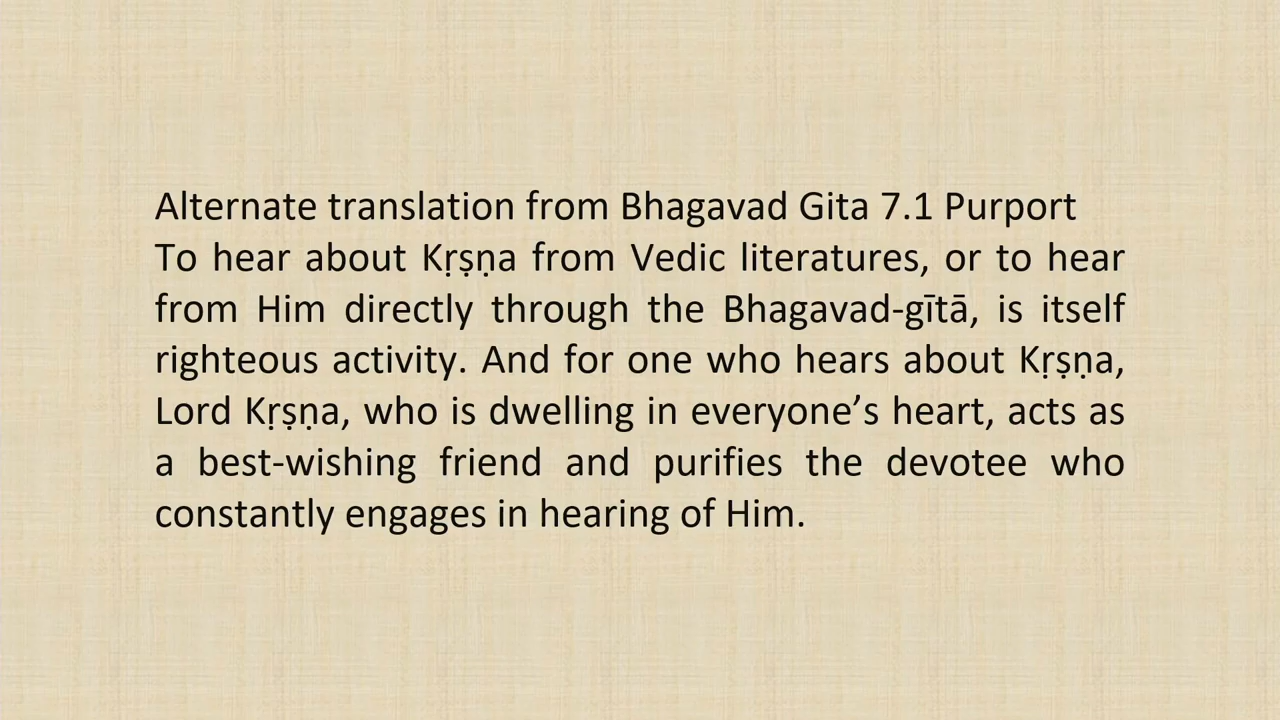 Alternate translation from Bhagavad Gita 7.1 Purport
To hear about Kṛṣṇa from Vedic literatures, or to hear
from Him directly through the Bhagavad-gītā, is itself
righteous activity. And for one who hears about Kṛṣṇa,
Lord Kṛṣṇa, who is dwelling in everyone’s heart, acts as
a best-wishing friend and purifies the devotee who
constantly engages in hearing of Him.